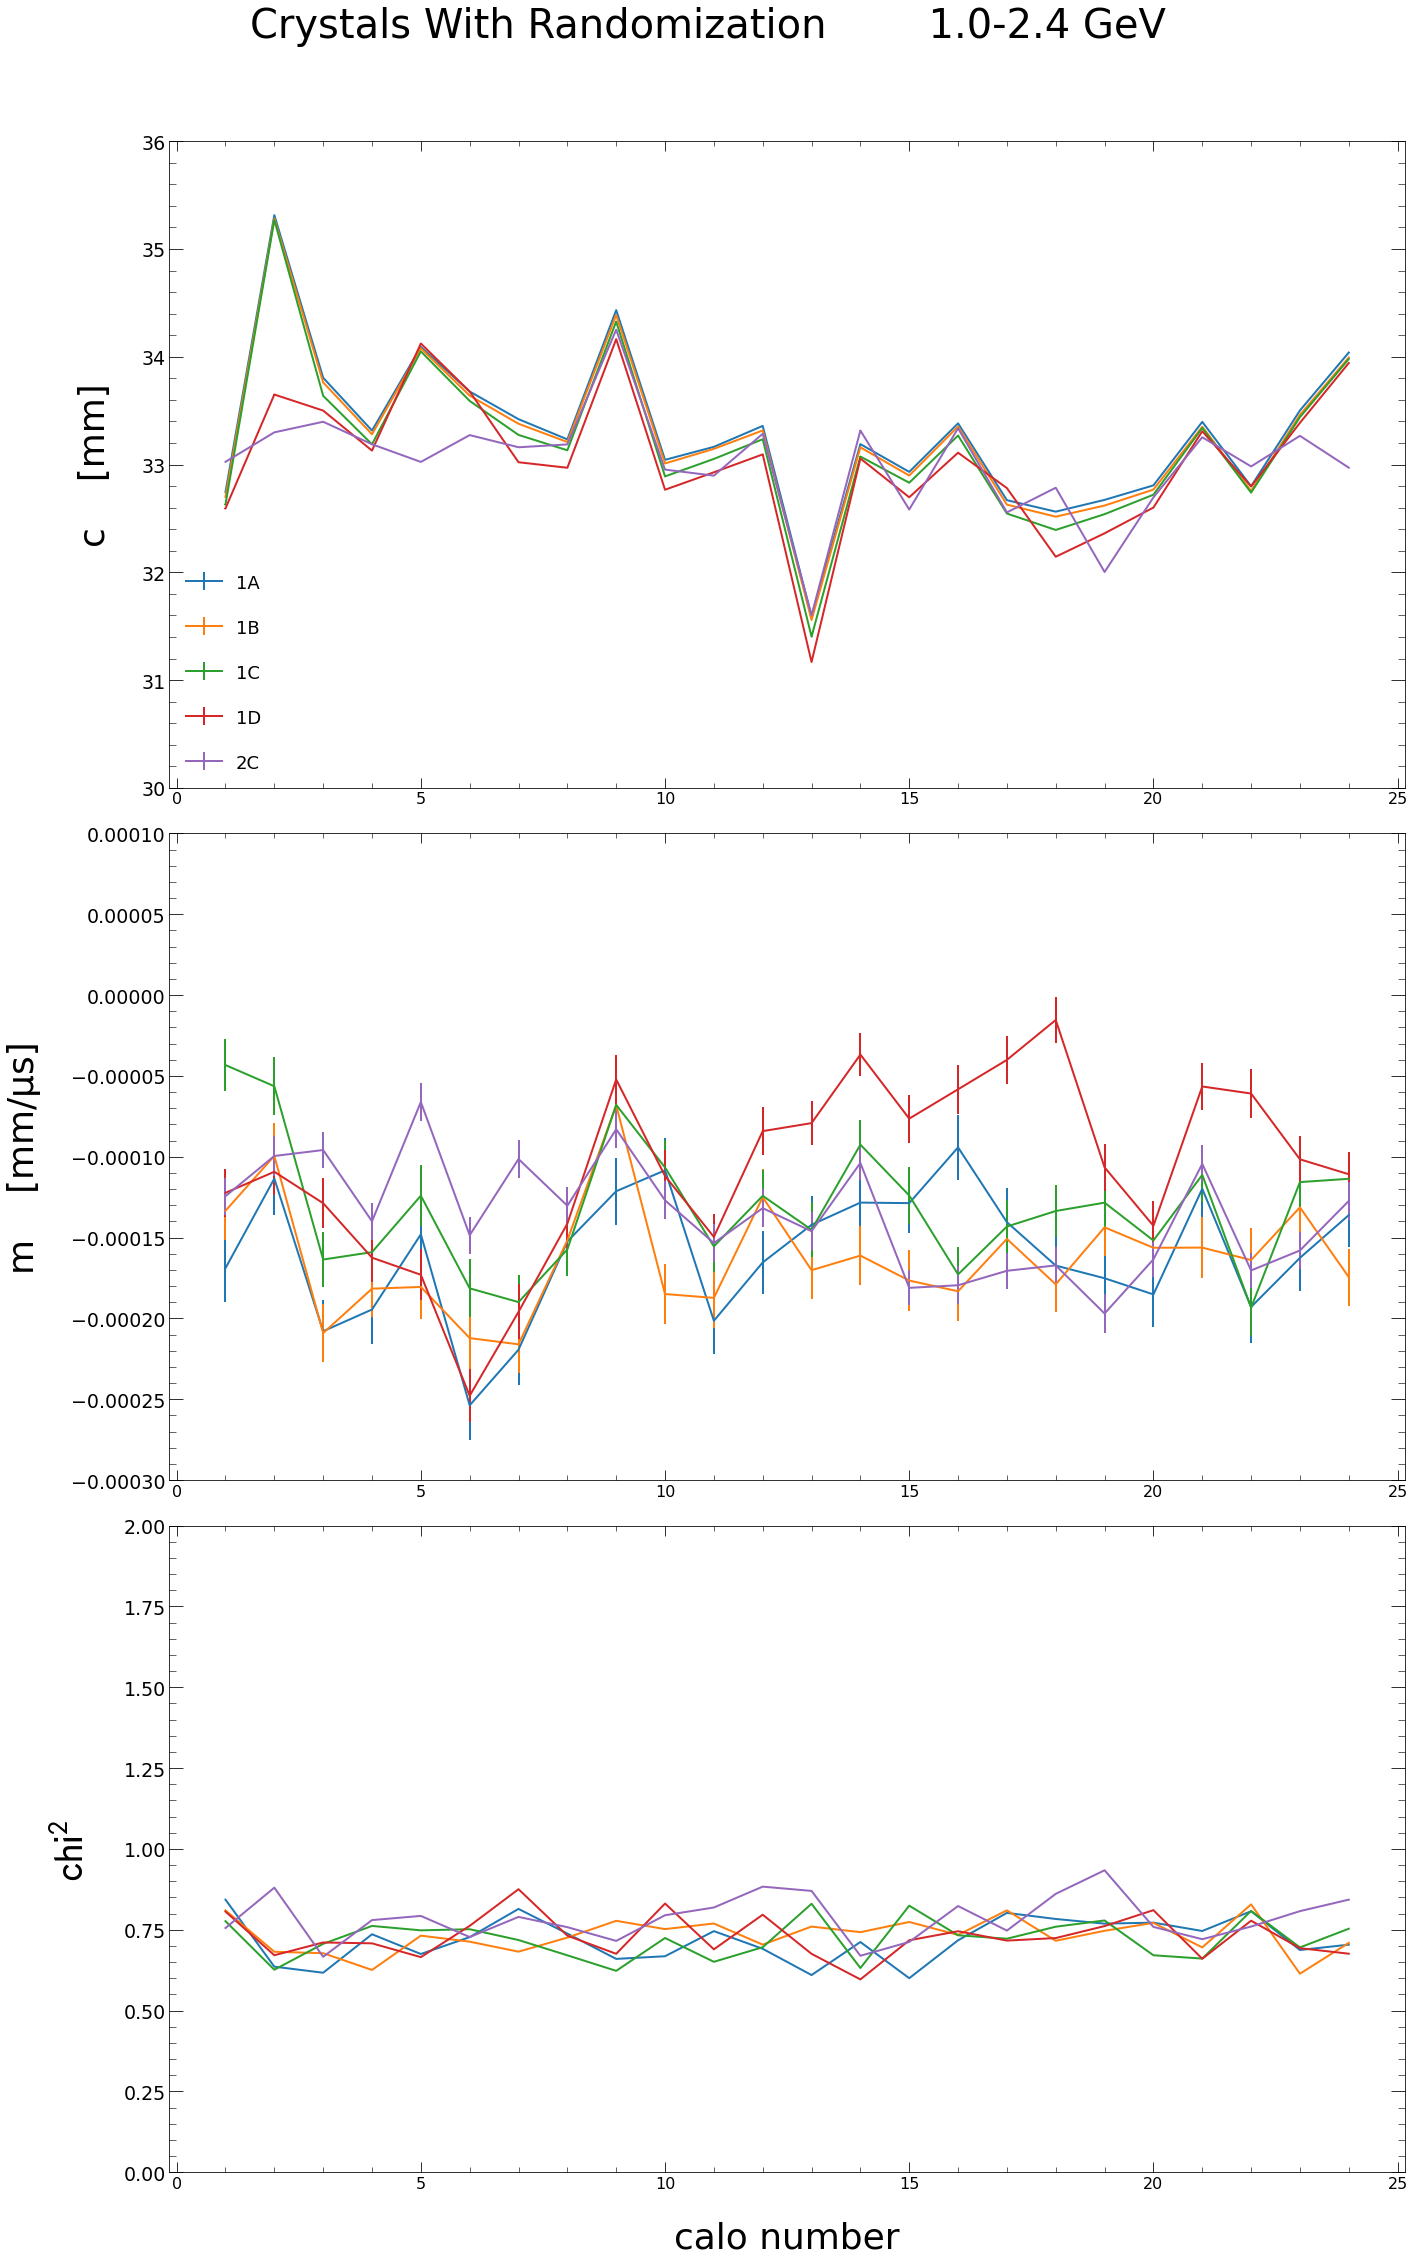 Crystals With Randomization 1.0-2.4 GeV
36
35
34
33
32
31
30
c [mm]
1A
1B
1C
1D
2C
0 5 10 15 20 25
0.00010
0.00005
0.00000
−0.00005
−0.00010
−0.00015
−0.00020
−0.00025
−0.00030
m [mm/µs]
0 5 10 15 20 25
2.00
1.75
1.50
1.25
1.00
0.75
0.50
0.25
0.00
chi²
0 5 10 15 20 25
calo number